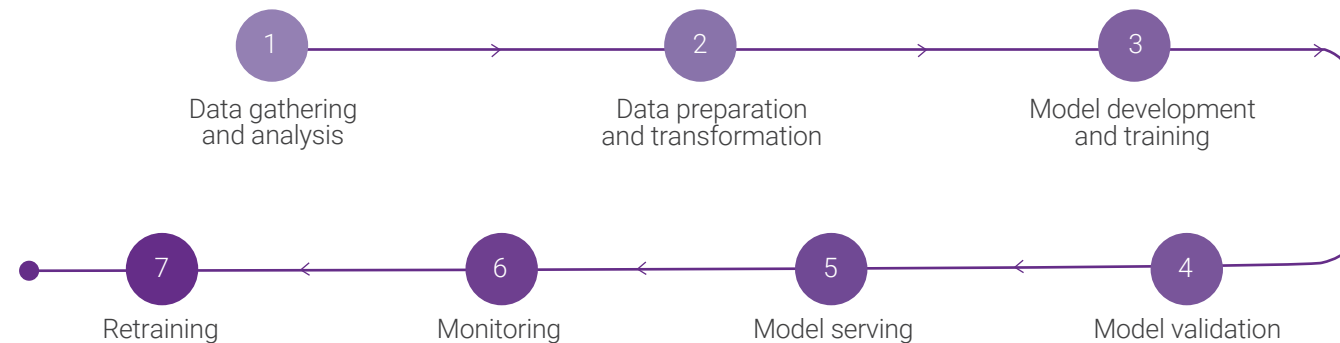 1
Data gathering
and analysis
2
Data preparation
and transformation
3
Model development
and training
4
Model validation
5
Model serving
6
Monitoring
7
Retraining